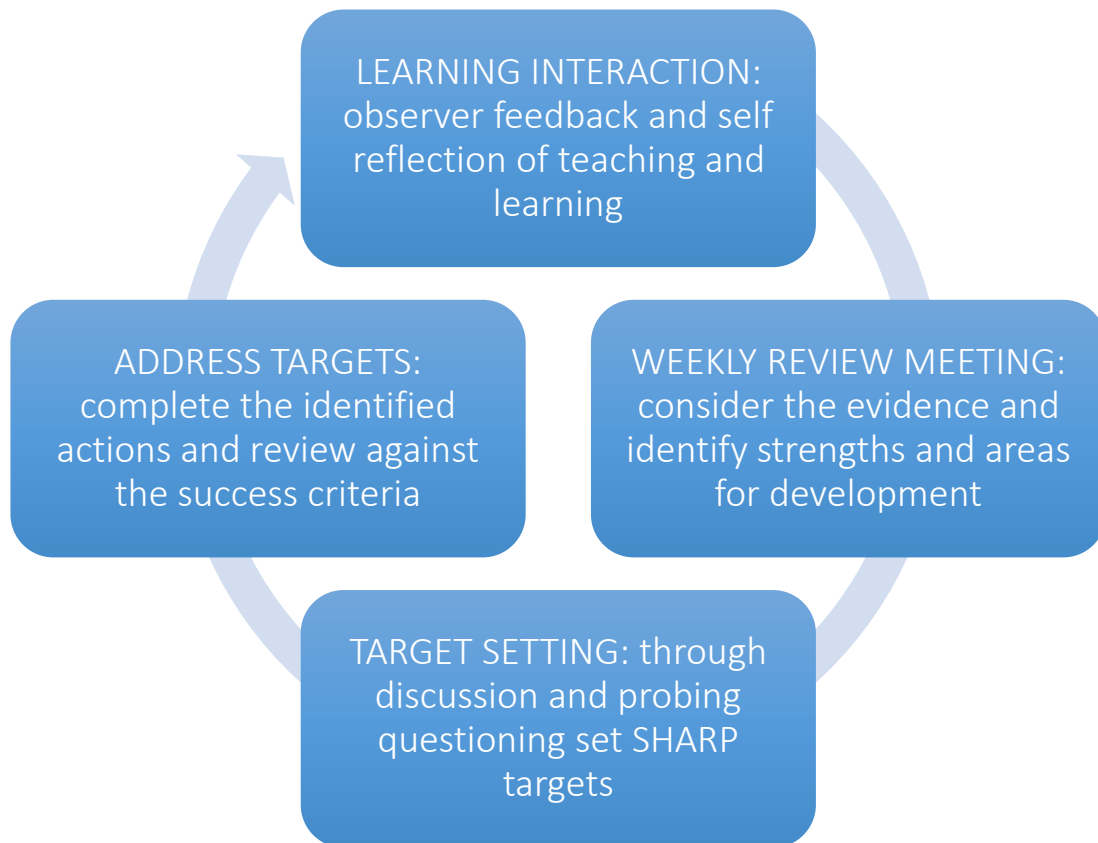 LEARNING INTERACTION:
observer feedback and self
reflection of teaching and
learning
WEEKLY REVIEW MEETING:
consider the evidence and
identify strengths and areas
for development
TARGET SETTING: through
discussion and probing
questioning set SHARP
targets
ADDRESS TARGETS:
complete the identified
actions and review against
the success criteria